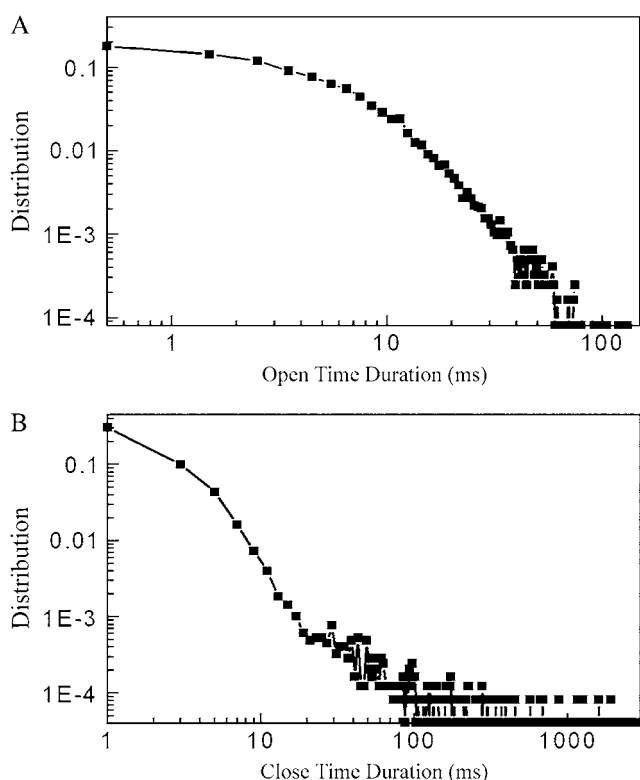 A
Distribution
0.1
0.01
1E-3
1E-4
1 10 100
Open Time Duration (ms)
B
Distribution
0.1
0.01
1E-3
1E-4
1 10 100 1000
Close Time Duration (ms)